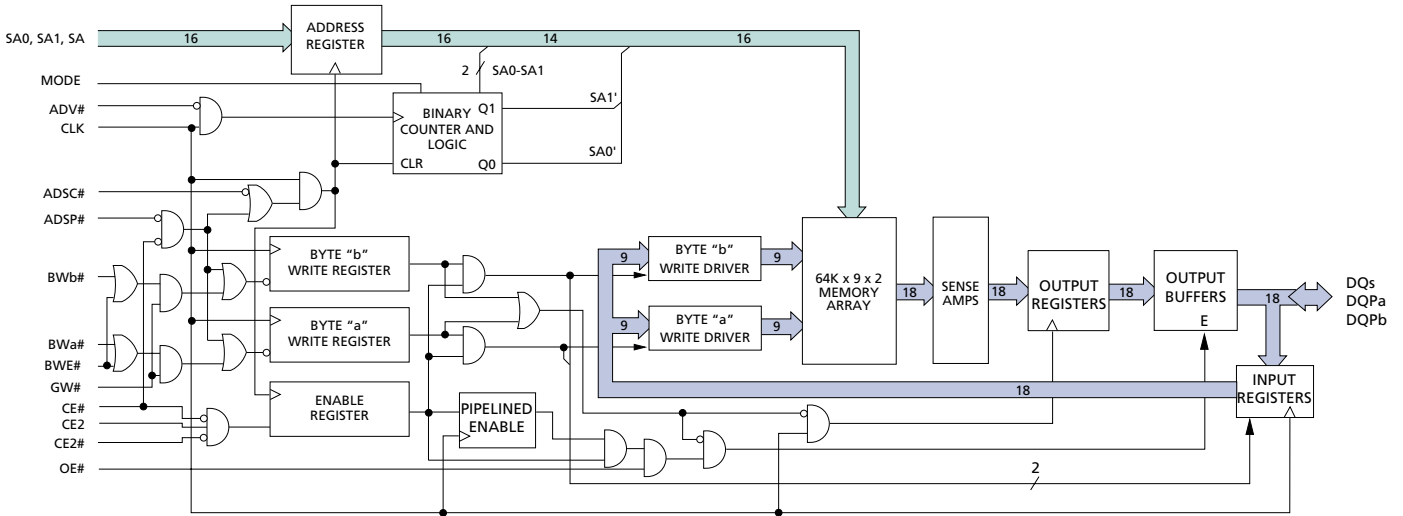 SA0, SA1, SA
16
ADDRESS
REGISTER
16
14
16
2
SA0-SA1
MODE
ADV#
CLK
BINARY
COUNTER AND
LOGIC
Q1
CLR
Q0
SA1'
SA0'
ADSC#
ADSP#
BWb#
BWa#
BWE#
GW#
CE#
CE2
CE2#
OE#
BYTE “b”
WRITE REGISTER
BYTE “a”
WRITE REGISTER
ENABLE
REGISTER
PIPELINED
ENABLE
9
BYTE “b”
WRITE DRIVER
9
9
BYTE “a”
WRITE DRIVER
9
64K x 9 x 2
MEMORY
ARRAY
18
SENSE
AMPS
18
OUTPUT
REGISTERS
18
OUTPUT
BUFFERS
E
18
DQs
DQPa
DQPb
INPUT
REGISTERS
18
2